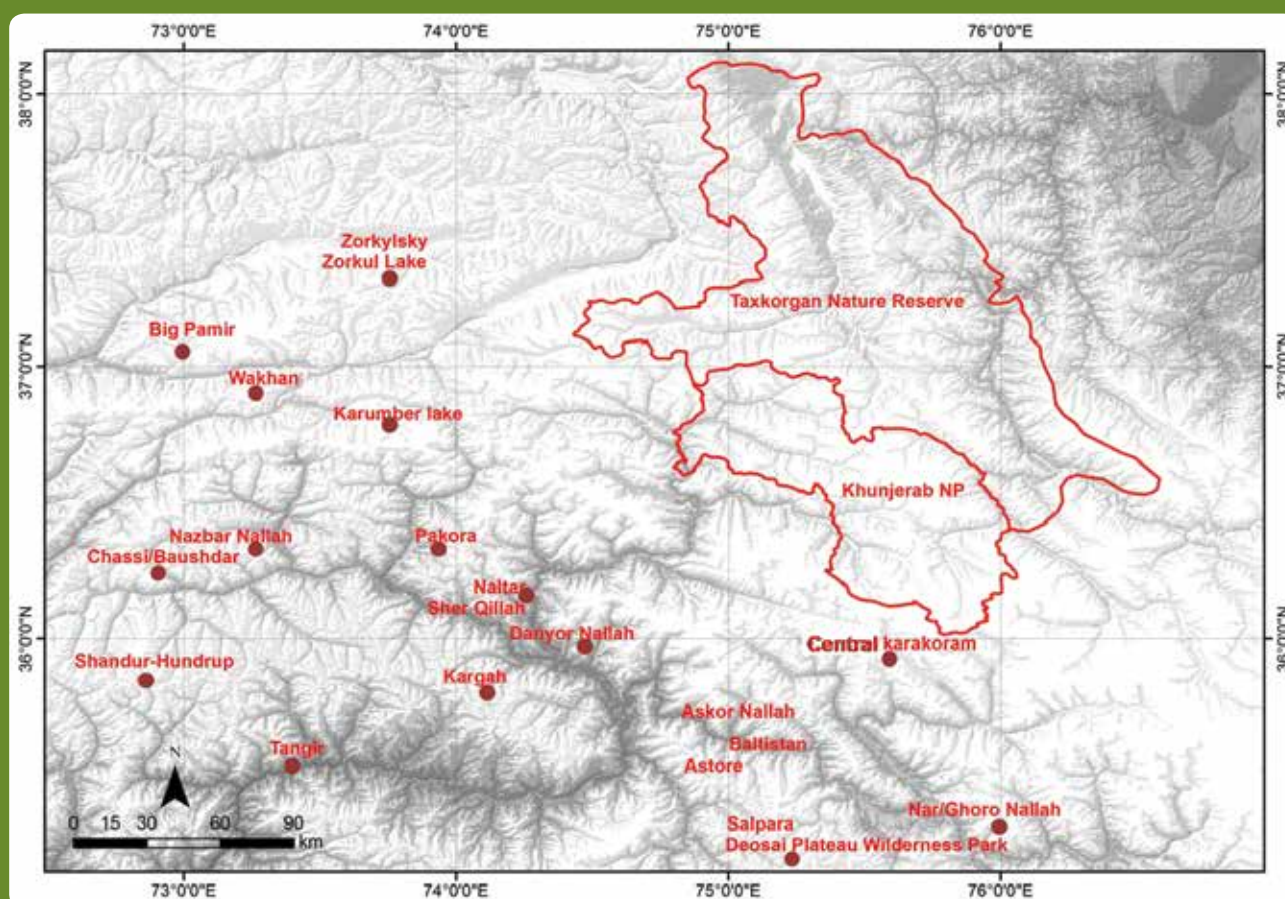 73°0'0"E
74°0'0"E
75°0'0"E
76°0'0"E
38°0'0"N
38°0'0"N
Zorkylsky
Zorkul Lake
Taxkorgan Nature Reserve
Big Pamir
37°0'0"N
37°0'0"N
Wakhan
Karumber lake
Khunjerab NP
Nazbar Nallah
Pakora
Chassi/Baushdar
Naltar
Sher Qillah
Danyor Nallah
36°0'0"N
36°0'0"N
Central karakoram
Shandur-Hundrup
Kargah
Askor Nallah
Baltistan
Tangir
Astore
N
Nar/Ghoro Nallah
0 15 30 60 90
km
Salpara
Deosai Plateau Wilderness Park
73°0'0"E
74°0'0"E
75°0'0"E
76°0'0"E